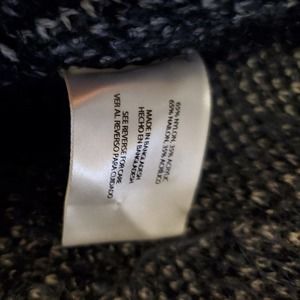 65% NYLON, 35% ACRYLIC
65% NAILON, 35% ACRILICO
MADE IN BANGLADESH
HECHO EN BANGLADESH
SEE REVERSE FOR CARE
VER AL REVERSO PARA CUIDADO